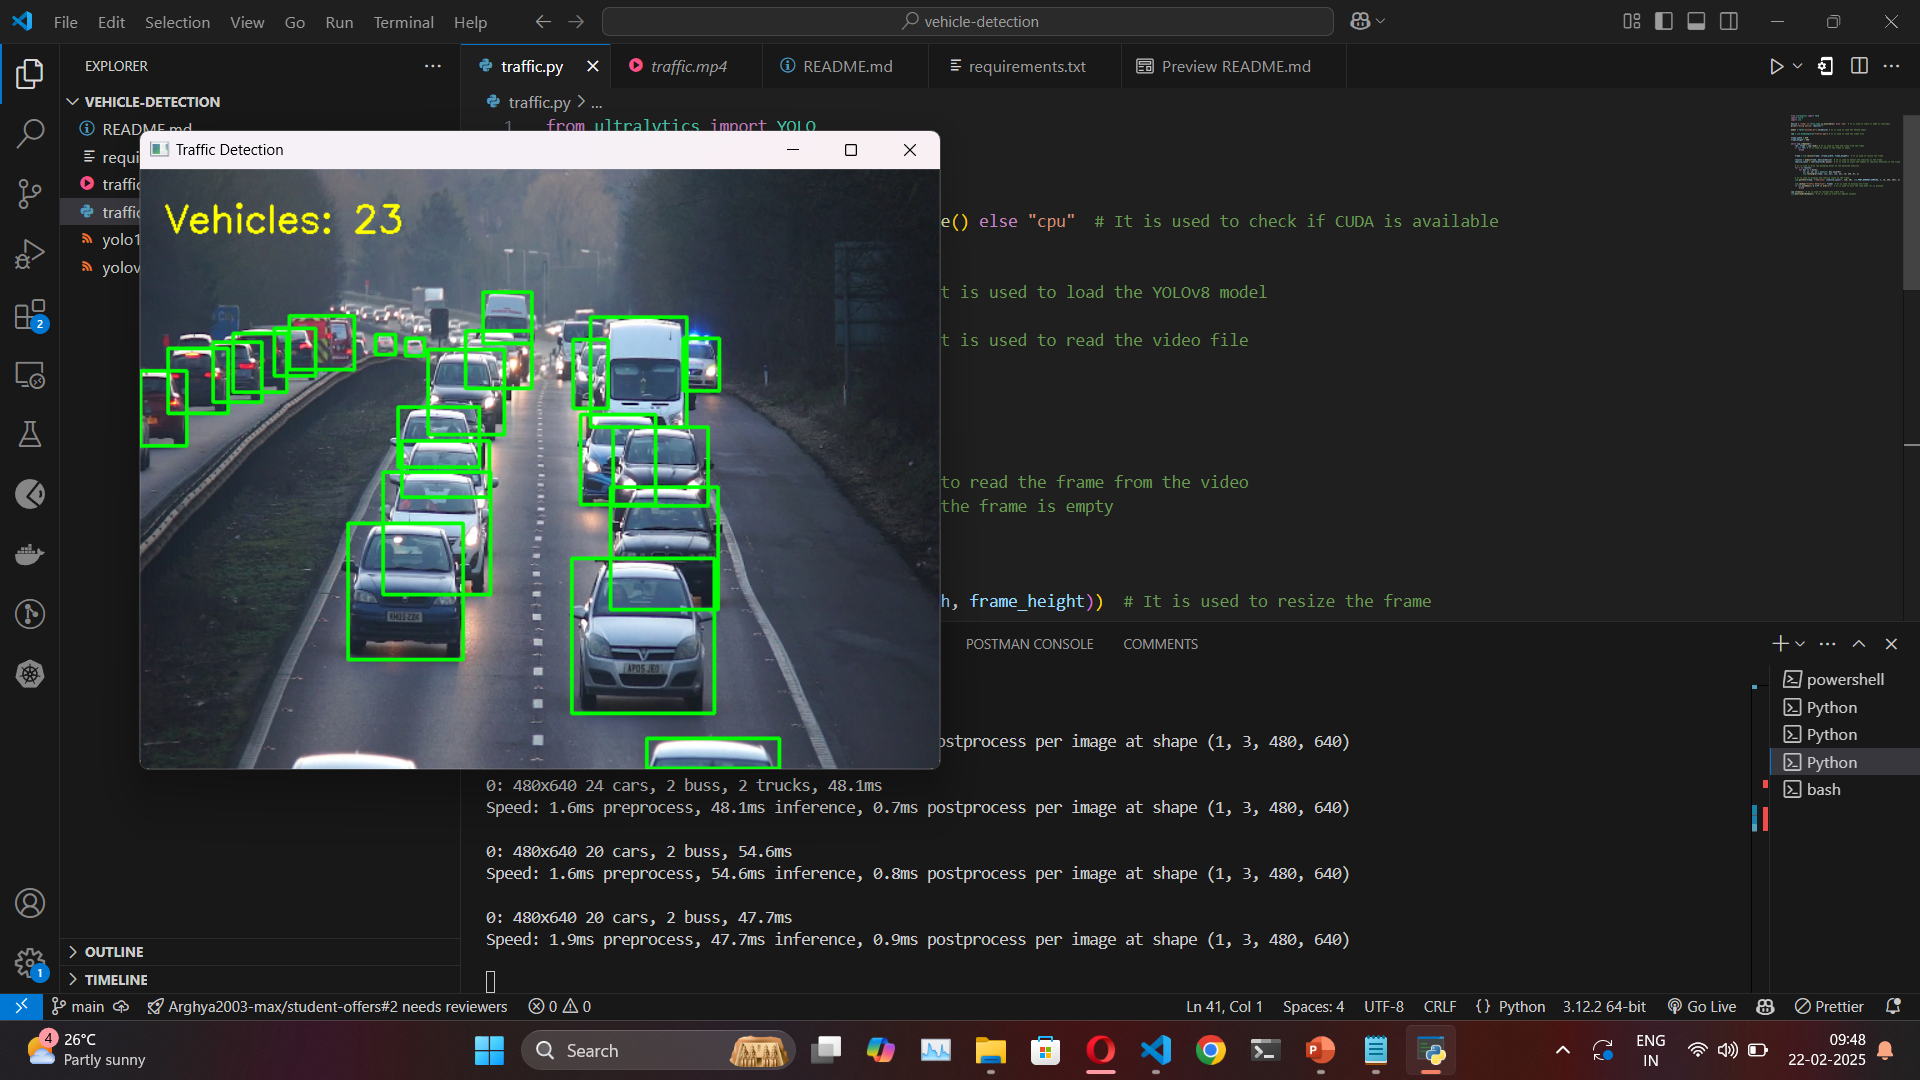 File Edit Selection View Go Run Terminal Help
vehicle-detection
EXPLORER
VEHICLE-DETECTION
README.md
requi
traffic
traffic
yolo1
yolov
OUTLINE
TIMELINE
traffic.py
traffic.mp4
README.md
requirements.txt
Preview README.md
traffic.py > ...
1 from ultralytics import YOLO
e() else "cpu" # It is used to check if CUDA is available
t is used to load the YOLOv8 model
t is used to read the video file
to read the frame from the video
the frame is empty
h, frame_height)) # It is used to resize the frame
Traffic Detection
Vehicles: 23
AP05 JEO
POSTMAN CONSOLE COMMENTS
ostprocess per image at shape (1, 3, 480, 640)
0: 480x640 24 cars, 2 buss, 2 trucks, 48.1ms
Speed: 1.6ms preprocess, 48.1ms inference, 0.7ms postprocess per image at shape (1, 3, 480, 640)
0: 480x640 20 cars, 2 buss, 54.6ms
Speed: 1.6ms preprocess, 54.6ms inference, 0.8ms postprocess per image at shape (1, 3, 480, 640)
0: 480x640 20 cars, 2 buss, 47.7ms
Speed: 1.9ms preprocess, 47.7ms inference, 0.9ms postprocess per image at shape (1, 3, 480, 640)
powershell
Python
Python
Python
bash
2
1
main
Arghya2003-max/student-offers#2 needs reviewers
0 0
Ln 41, Col 1 Spaces: 4 UTF-8 CRLF {} Python 3.12.2 64-bit Go Live Prettier
4
26°C
Partly sunny
Search
ENG
IN
09:48
22-02-2025